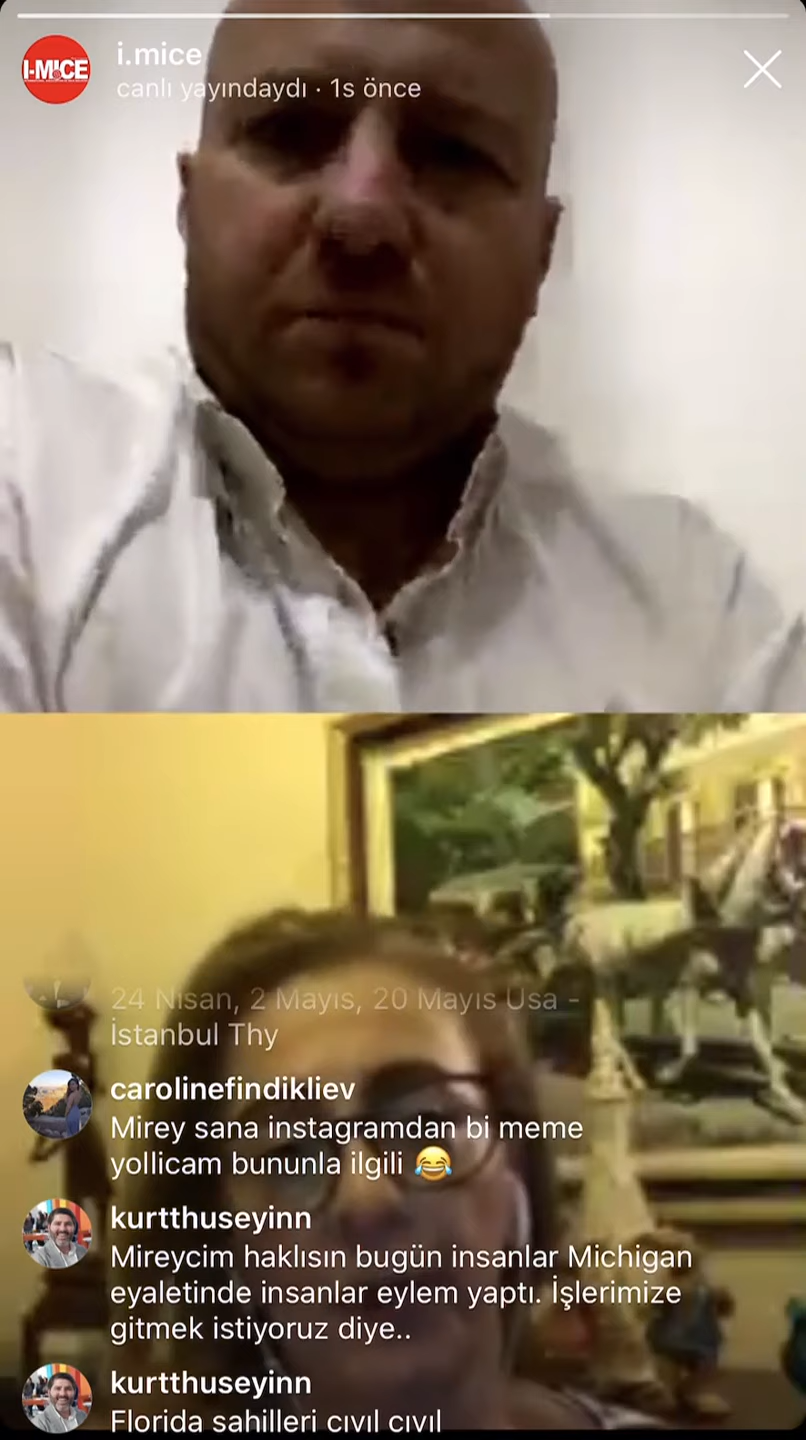 I-MICE
i.mice
canlı yayındaydı · 1s önce
24 Nisan, 2 Mayıs, 20 Mayıs Usa -
İstanbul Thy
carolinefindikliev
Mirey sana instagramdan bi meme
yollicam bununla ilgili 😂
kurtthuseyinn
Mireycim haklısın bugün insanlar Michigan
eyaletinde insanlar eylem yaptı. İşlerimize
gitmek istiyoruz diye..
kurtthuseyinn
Florida sahilleri cıvıl cıvıl